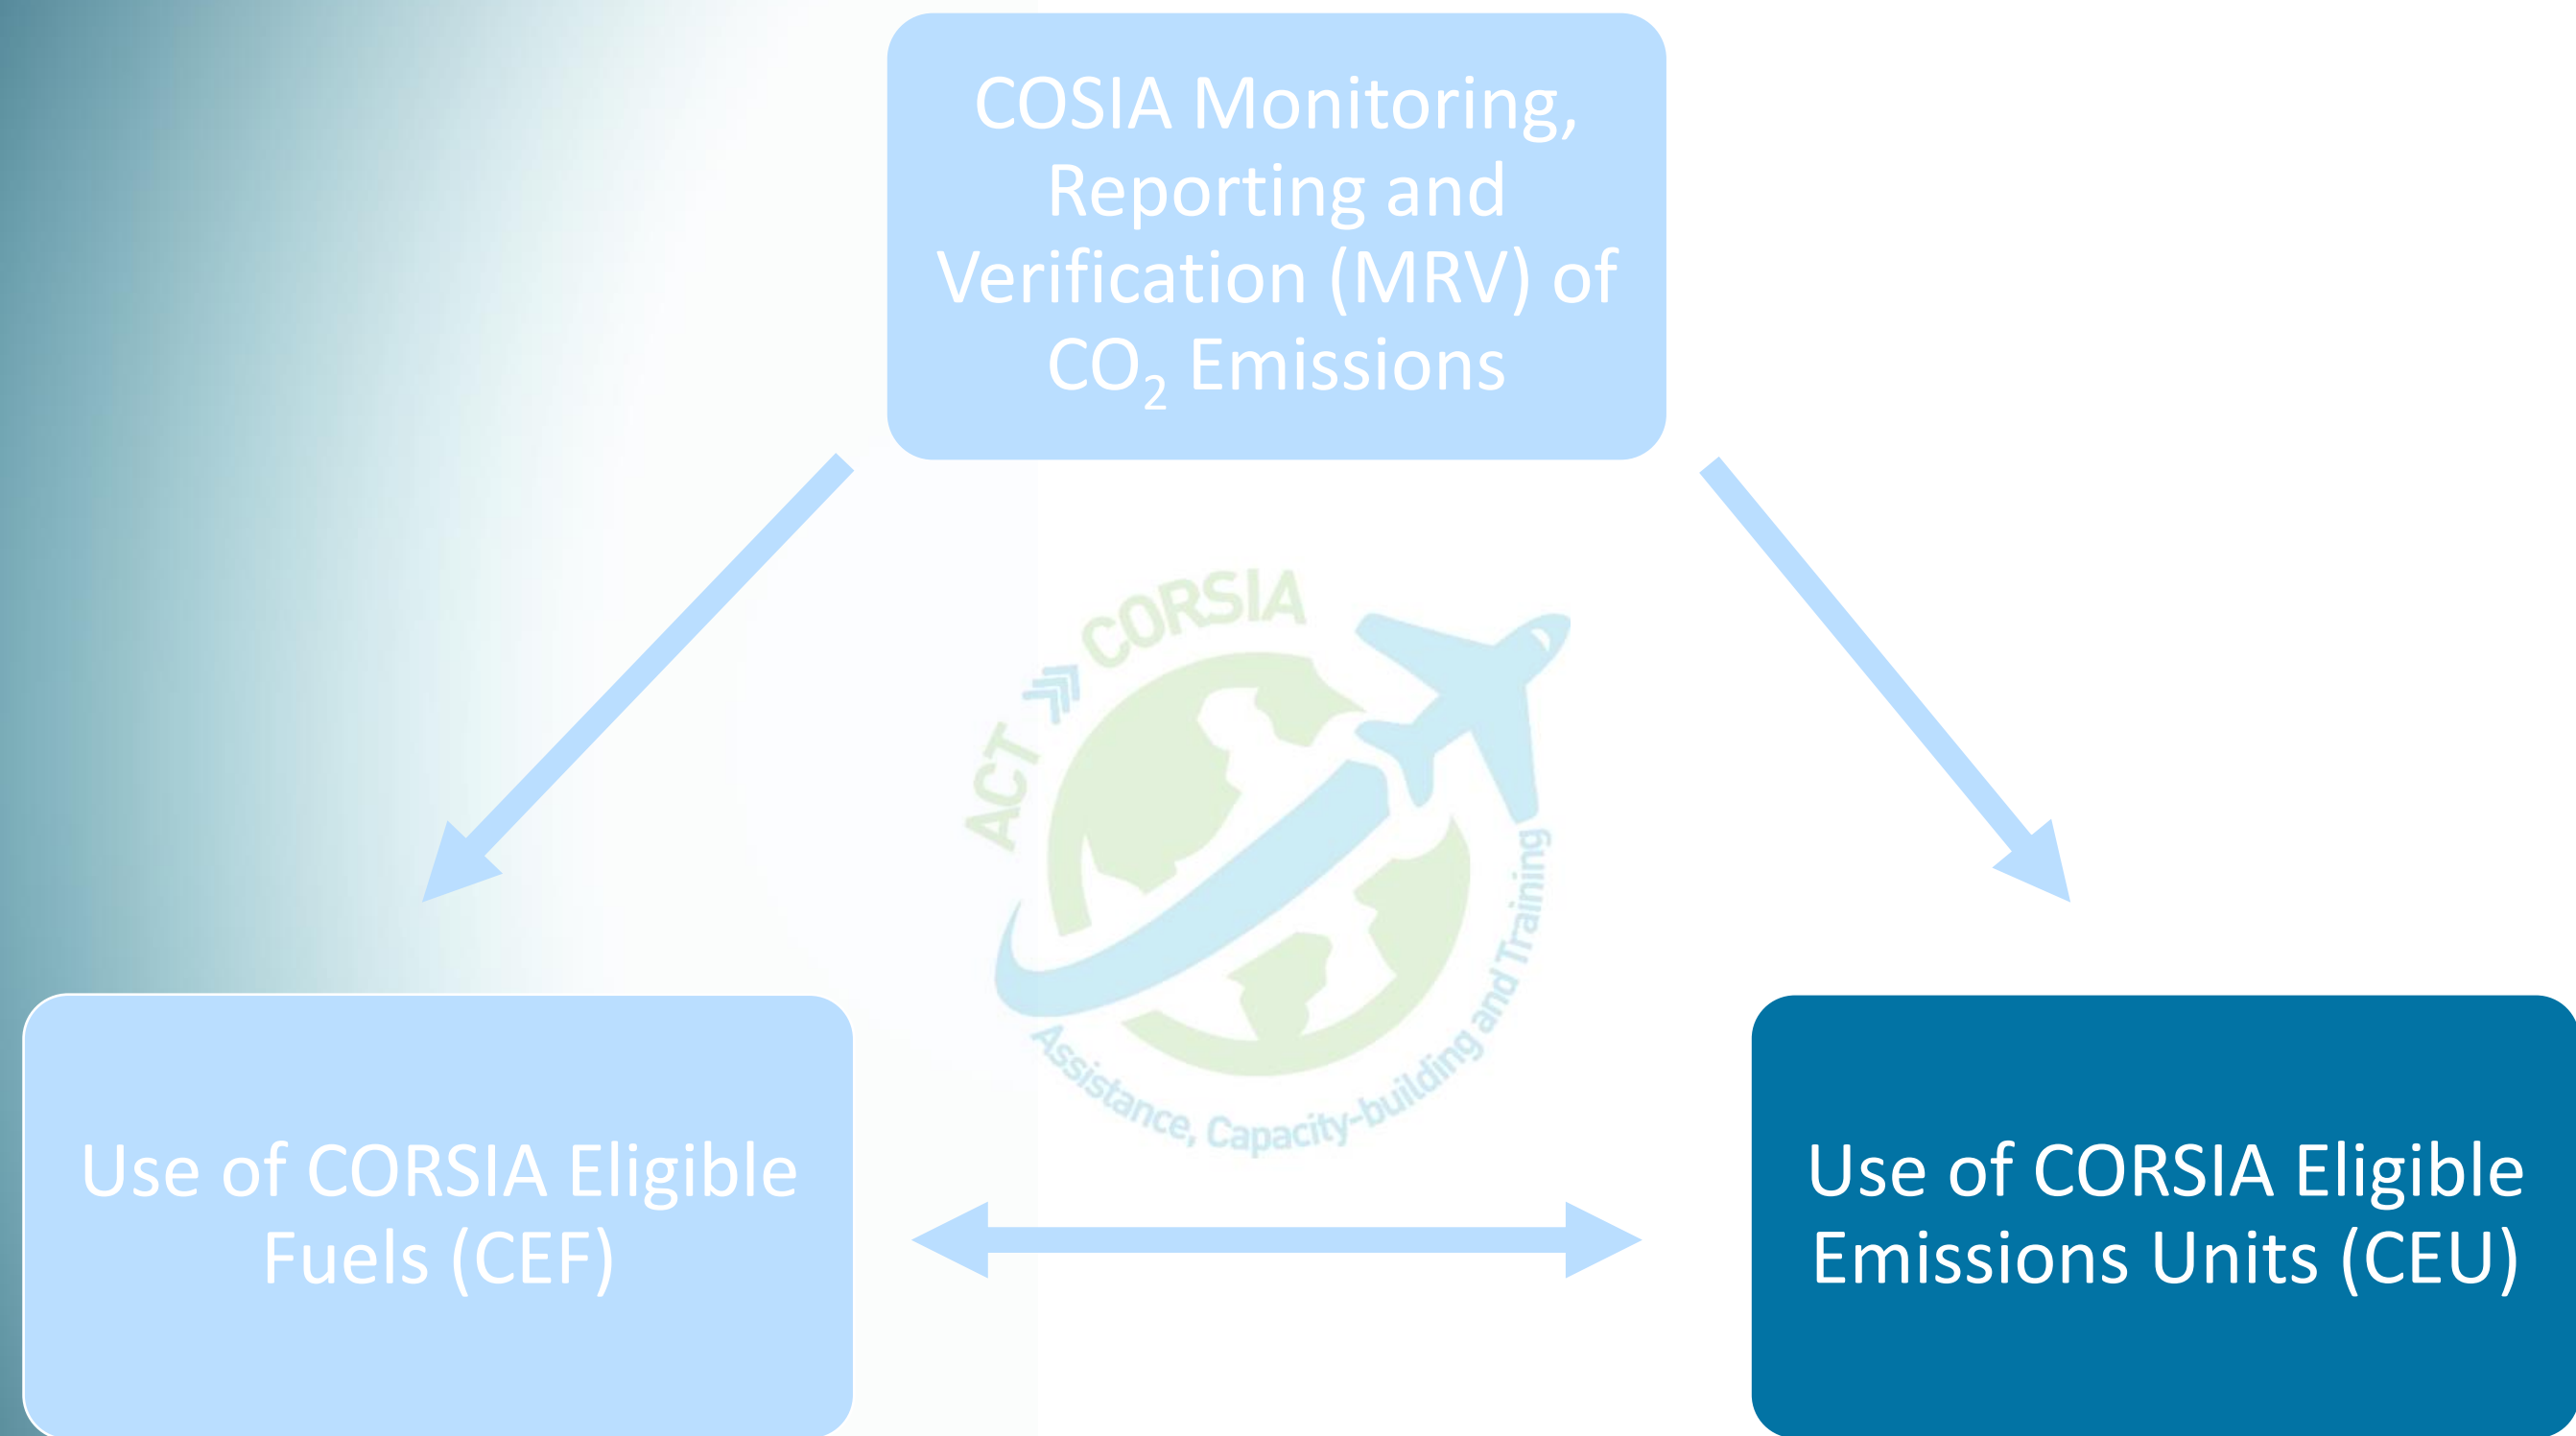 COSIA Monitoring,
Reporting and
Verification (MRV) of
CO₂ Emissions
ACT CORSIA
Assistance, Capacity-building and Training
Use of CORSIA Eligible
Fuels (CEF)
Use of CORSIA Eligible
Emissions Units (CEU)